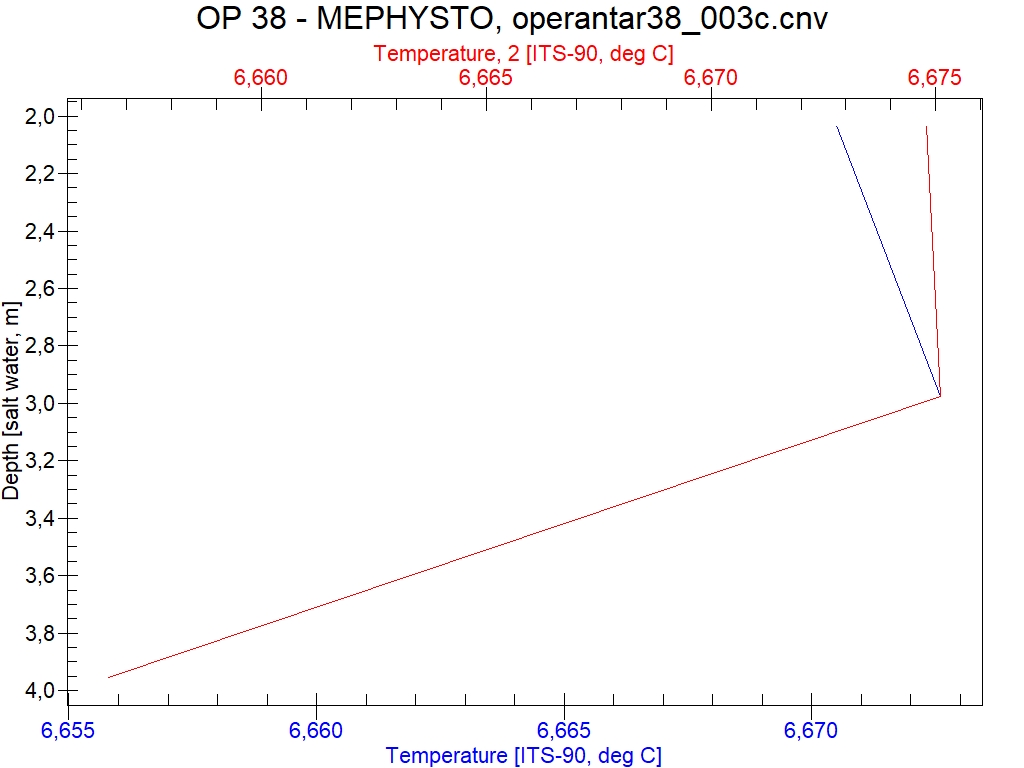 OP 38 - MEPHYSTO, operantar38_003c.cnv
Temperature, 2 [ITS-90, deg C]
6,660 6,665 6,670 6,675
2,0
2,2
2,4
2,6
2,8
3,0
3,2
3,4
3,6
3,8
4,0
Depth [salt water, m]
6,655 6,660 6,665 6,670
Temperature [ITS-90, deg C]